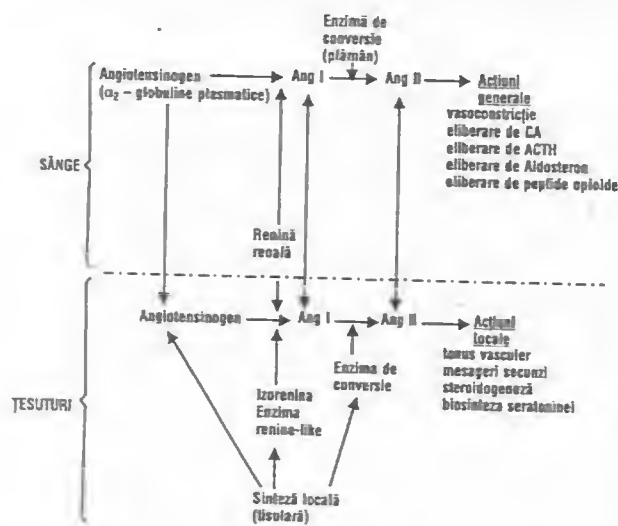 Enzimă de
conversie
(plămân)
Angiotensinogen
(α₂ – globuline plasmatice)
Ang I
Ang II
Acțiuni
generale
vasoconstricție
eliberare de CA
eliberare de ACTH
eliberare de Aldosteron
eliberare de peptide opioide
SÂNGE
Renină
renală
Angiotensinogen
Ang I
Ang II
Acțiuni
locale
tonus vascular
mesageri secunzi
steroidogeneză
biosinteza serotoninei
Izorenina
Enzima
renine-like
Enzima de
conversie
ȚESUTURI
Sinteză locală
(tisulară)